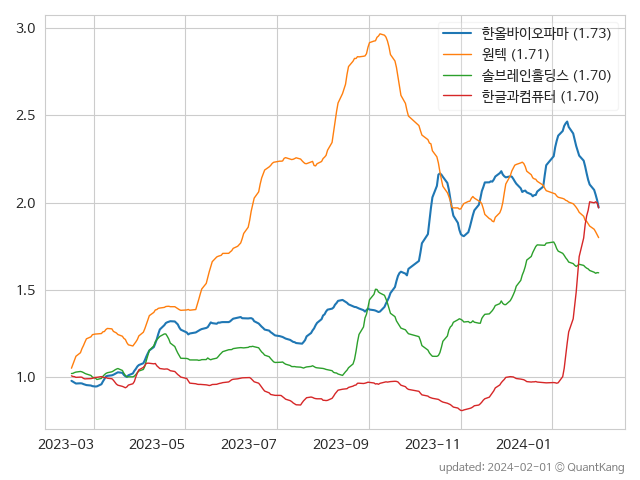 3.0
2.5
2.0
1.5
1.0
한올바이오파마 (1.73)
원텍 (1.71)
솔브레인홀딩스 (1.70)
한글과컴퓨터 (1.70)
2023-03 2023-05 2023-07 2023-09 2023-11 2024-01
updated: 2024-02-01 © QuantKang